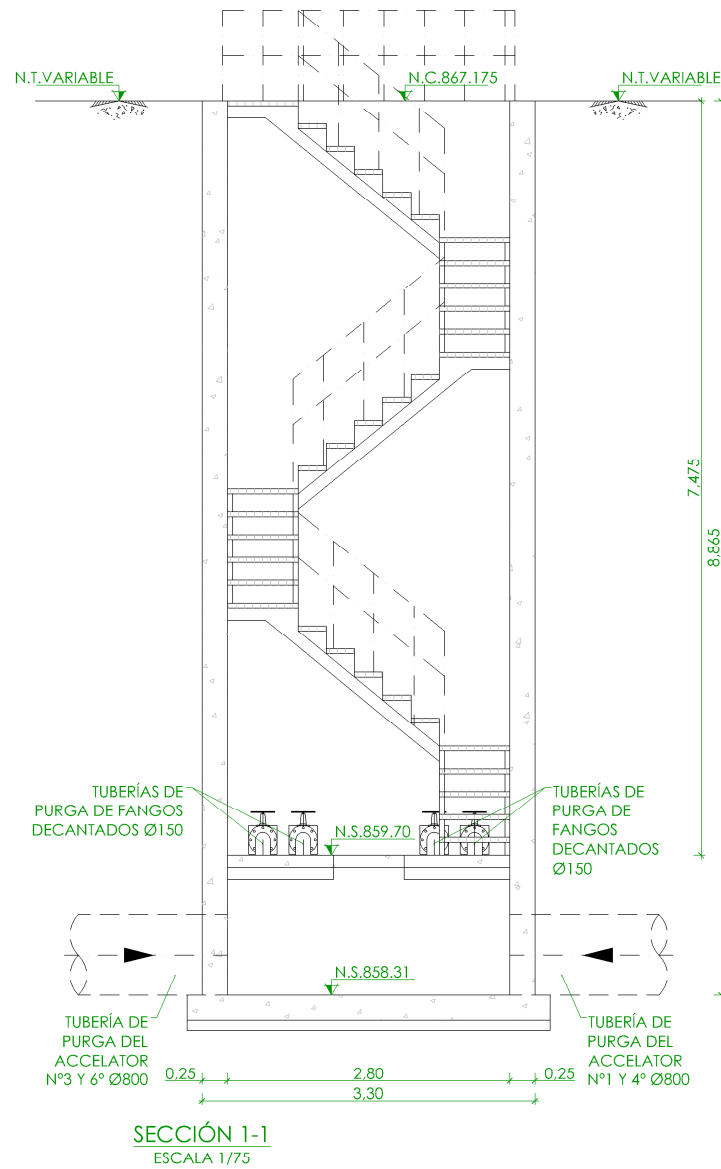 N.T.VARIABLE
N.C.867.175
N.T.VARIABLE
7,475
8,865
TUBERÍAS DE
PURGA DE FANGOS
DECANTADOS Ø150
N.S.859.70
TUBERÍAS DE
PURGA DE
FANGOS
DECANTADOS
Ø150
N.S.858.31
TUBERÍA DE
PURGA DEL
ACCELATOR
Nº3 Y 6º Ø800
TUBERÍA DE
PURGA DEL
ACCELATOR
Nº1 Y 4º Ø800
0,25
2,80
0,25
3,30
SECCIÓN 1-1
ESCALA 1/75